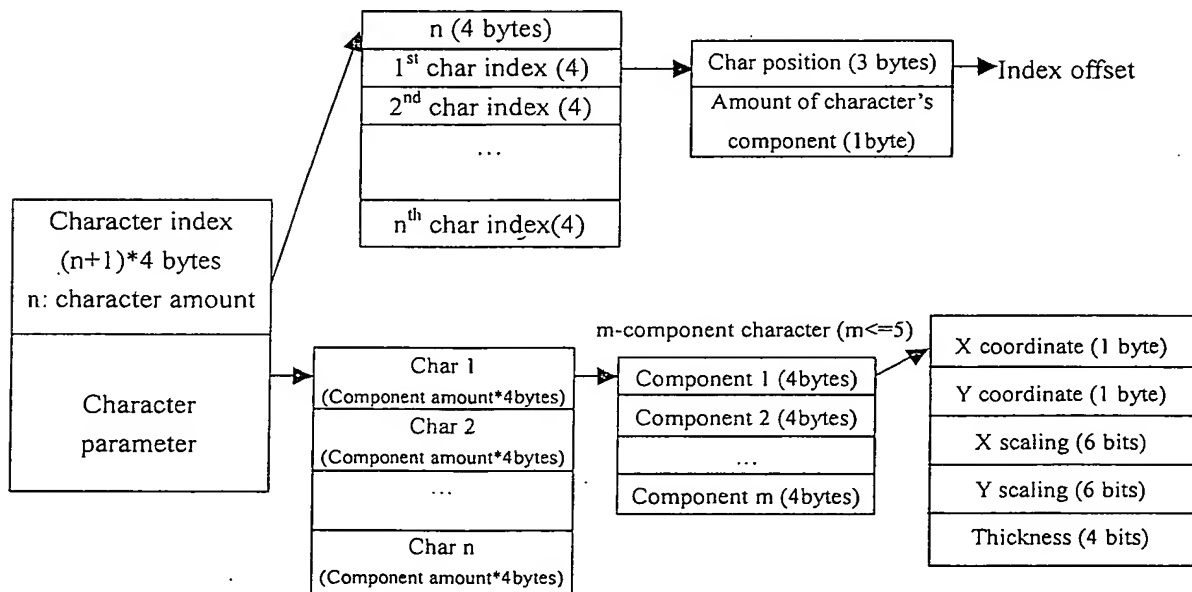 n (4 bytes)
1st char index (4)
2nd char index (4)
...
nth char index(4)
Char position (3 bytes)
Amount of character's
component (1byte)
Index offset
Character index
(n+1)*4 bytes
n: character amount
Character
parameter
Char 1
(Component amount*4bytes)
Char 2
(Component amount*4bytes)
...
Char n
(Component amount*4bytes)
m-component character (m<=5)
Component 1 (4bytes)
Component 2 (4bytes)
...
Component m (4bytes)
X coordinate (1 byte)
Y coordinate (1 byte)
X scaling (6 bits)
Y scaling (6 bits)
Thickness (4 bits)